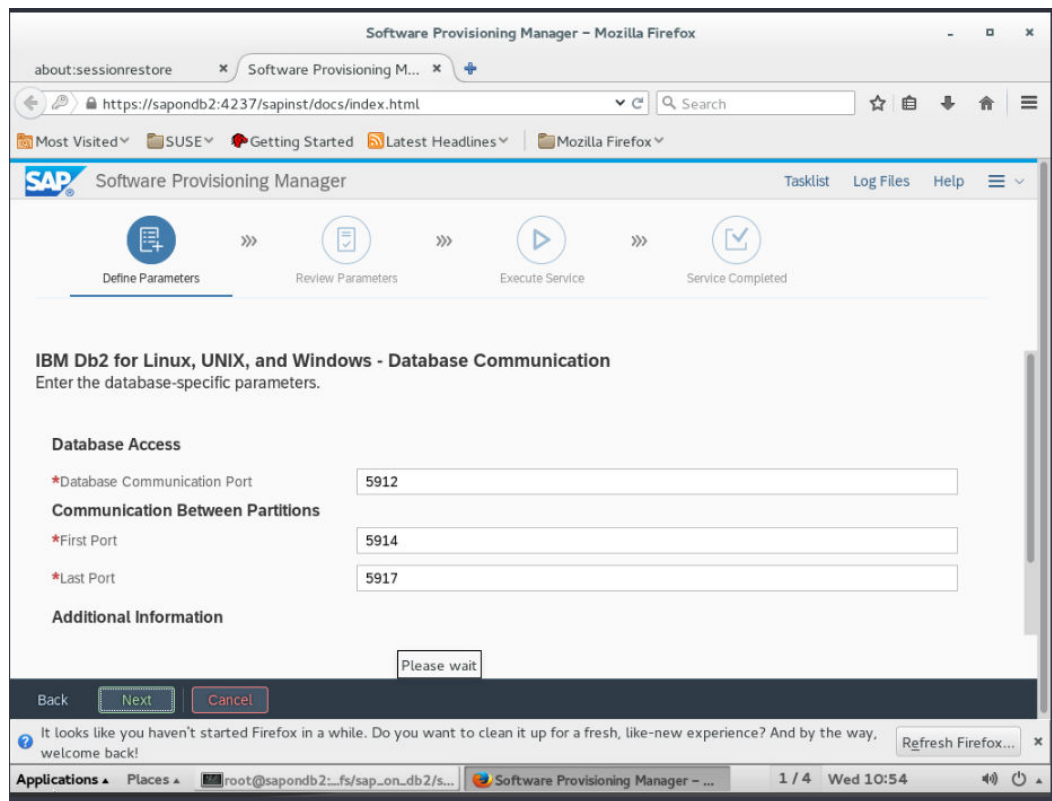 Software Provisioning Manager – Mozilla Firefox
about:sessionrestore
Software Provisioning M...
https://sapondb2:4237/sapinst/docs/index.html
Search
Most Visited
SUSE
Getting Started
Latest Headlines
Mozilla Firefox
SAP
Software Provisioning Manager
Tasklist
Log Files
Help
Define Parameters
Review Parameters
Execute Service
Service Completed
IBM Db2 for Linux, UNIX, and Windows - Database Communication
Enter the database-specific parameters.
Database Access
*Database Communication Port
5912
Communication Between Partitions
*First Port
5914
*Last Port
5917
Additional Information
Please wait
Back
Next
Cancel
It looks like you haven't started Firefox in a while. Do you want to clean it up for a fresh, like-new experience? And by the way,
welcome back!
Refresh Firefox...
Applications
Places
root@sapondb2:_..fs/sap_on_db2/s...
Software Provisioning Manager – ...
1 / 4
Wed 10:54